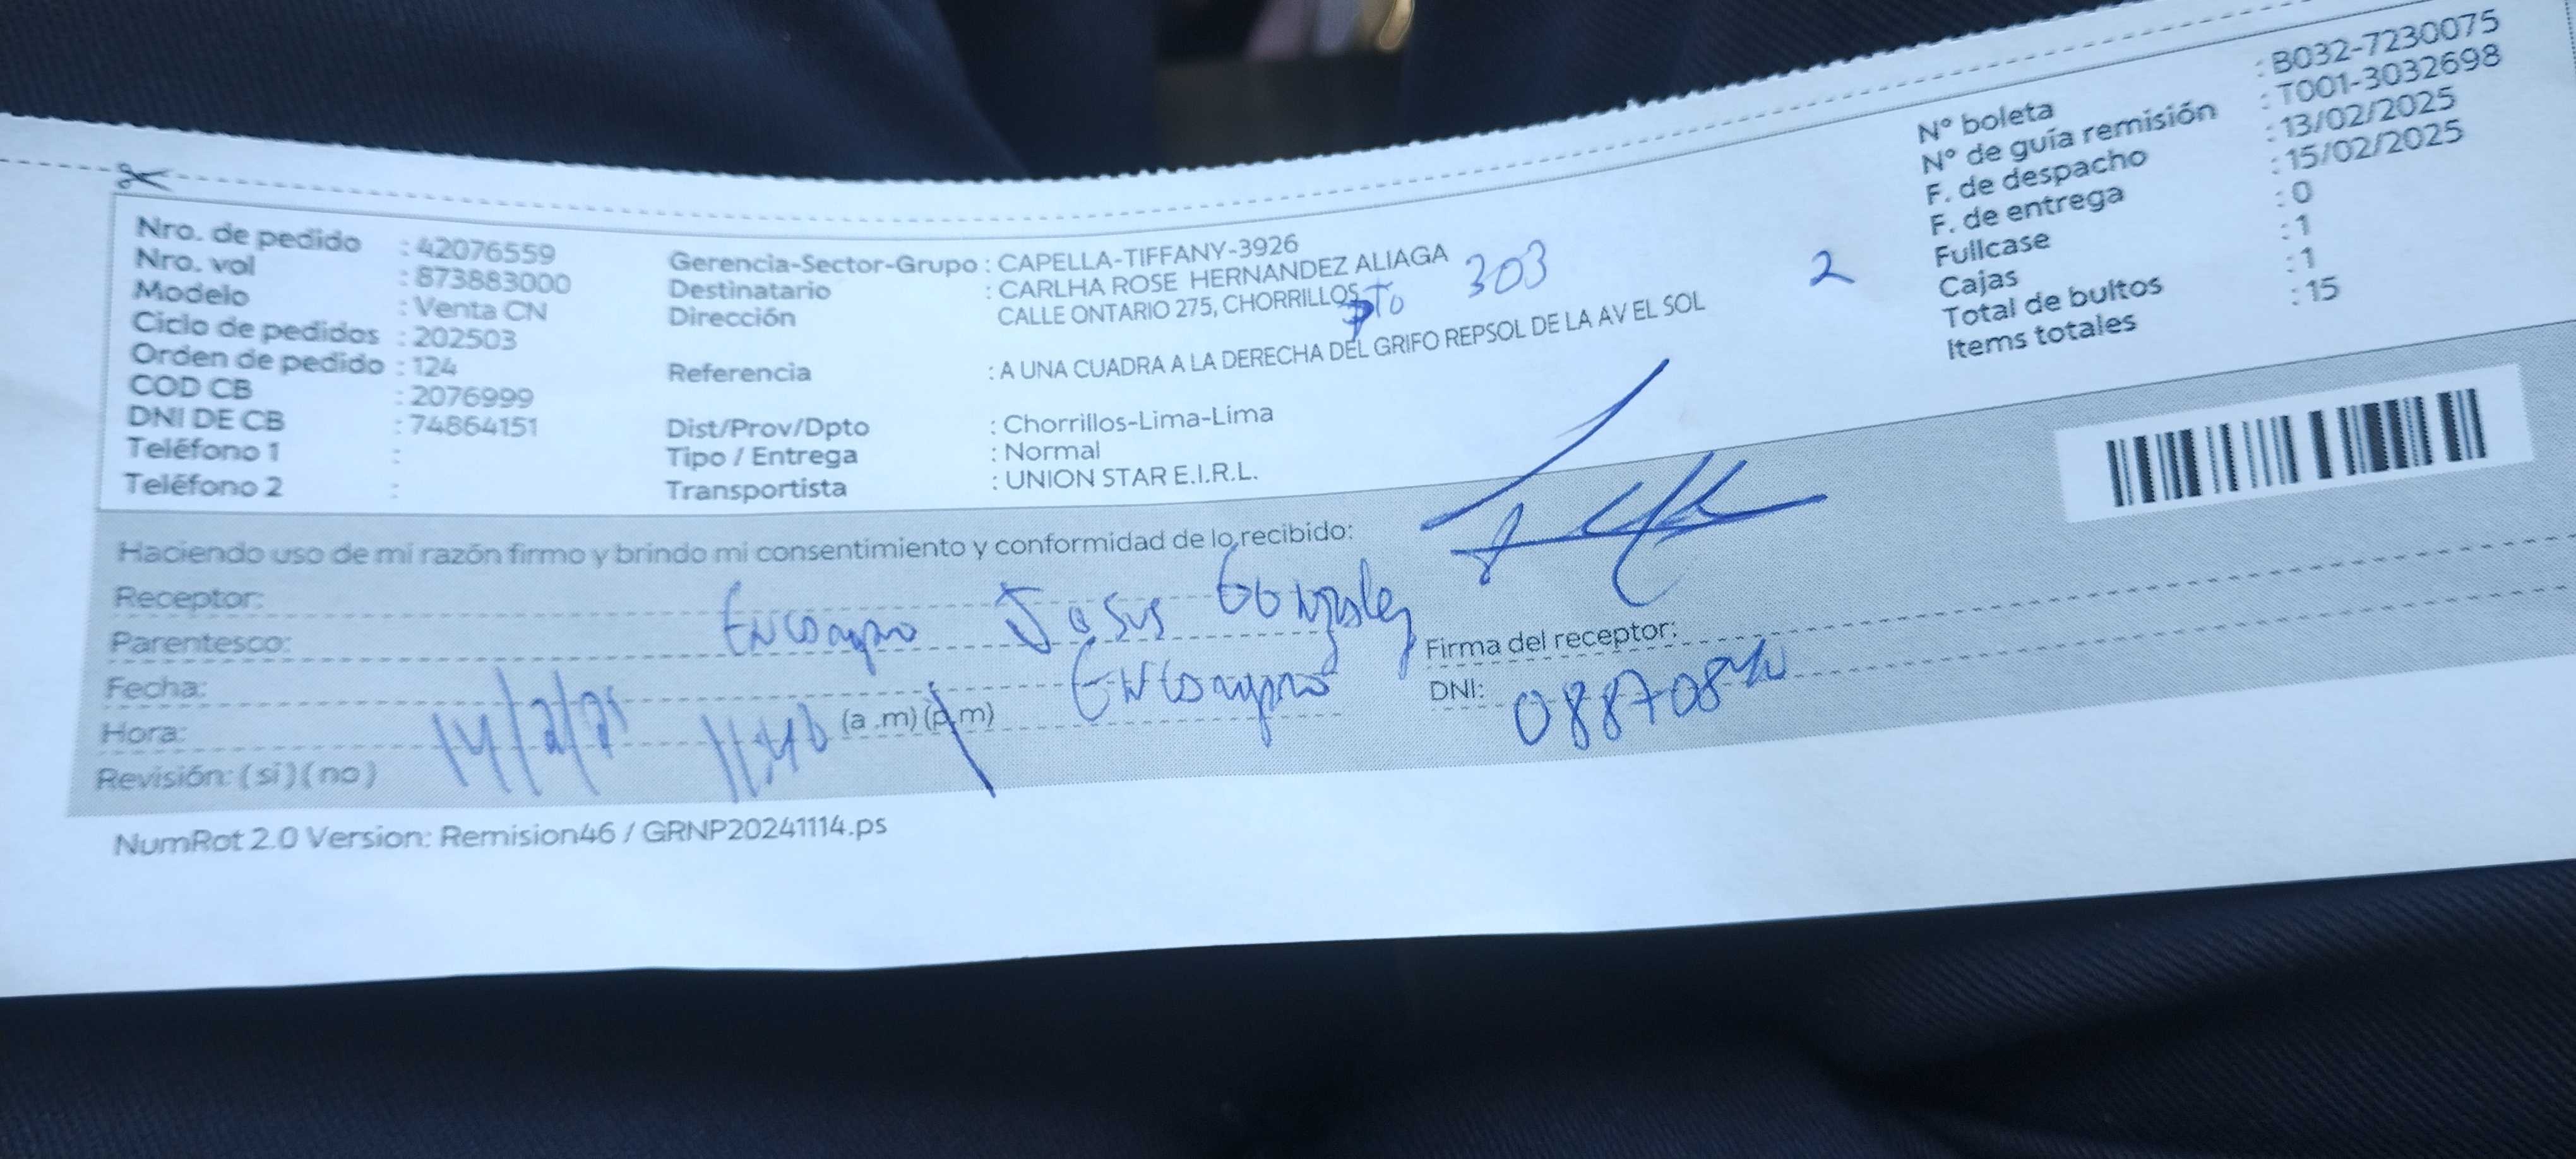 Nro. de pedido : 42076559
Nro. vol : 873883000
Modelo : Venta CN
Ciclo de pedidos : 202503
Orden de pedido : 124
COD CB : 2076999
DNI DE CB : 74864151
Teléfono 1 :
Teléfono 2 :
Gerencia-Sector-Grupo : CAPELLA-TIFFANY-3926
Destinatario : CARLHA ROSE HERNANDEZ ALIAGA
Dirección CALLE ONTARIO 275, CHORRILLOS
303
Referencia : A UNA CUADRA A LA DERECHA DEL GRIFO REPSOL DE LA AV EL SOL
Dist/Prov/Dpto : Chorrillos-Lima-Lima
Tipo / Entrega : Normal
Transportista : UNION STAR E.I.R.L.
2
N° boleta : B032-7230075
N° de guía remisión : T001-3032698
F. de despacho : 13/02/2025
F. de entrega : 15/02/2025
Fullcase : 0
Cajas : 1
Total de bultos : 1
Items totales : 15
Haciendo uso de mi razón firmo y brindo mi consentimiento y conformidad de lo recibido:
Receptor: Jesus Gonzales
Parentesco:
Fecha:
Hora: 11:40 (a .m) (p.m)
Revisión: ( si ) ( no )
Firma del receptor:
DNI:
NumRot 2.0 Version: Remision46 / GRNP20241114.ps